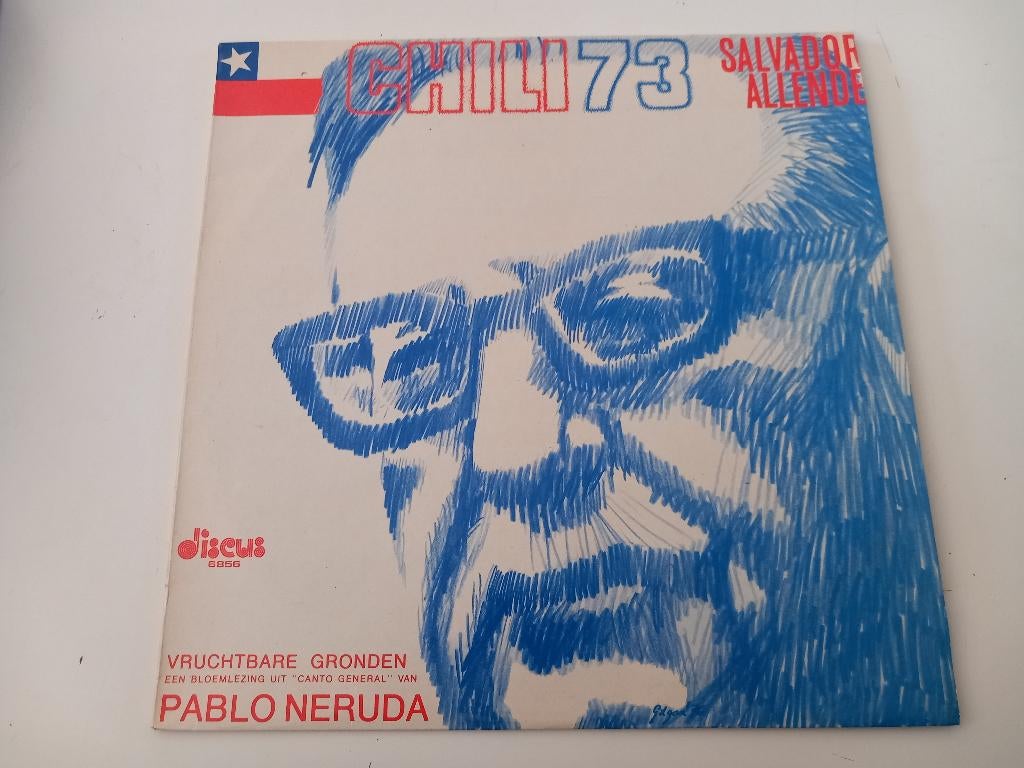 CHILI 73
SALVADOR
ALLENDE
discus
6856
VRUCHTBARE GRONDEN
EEN BLOEMLEZING UIT "CANTO GENERAL" VAN
PABLO NERUDA